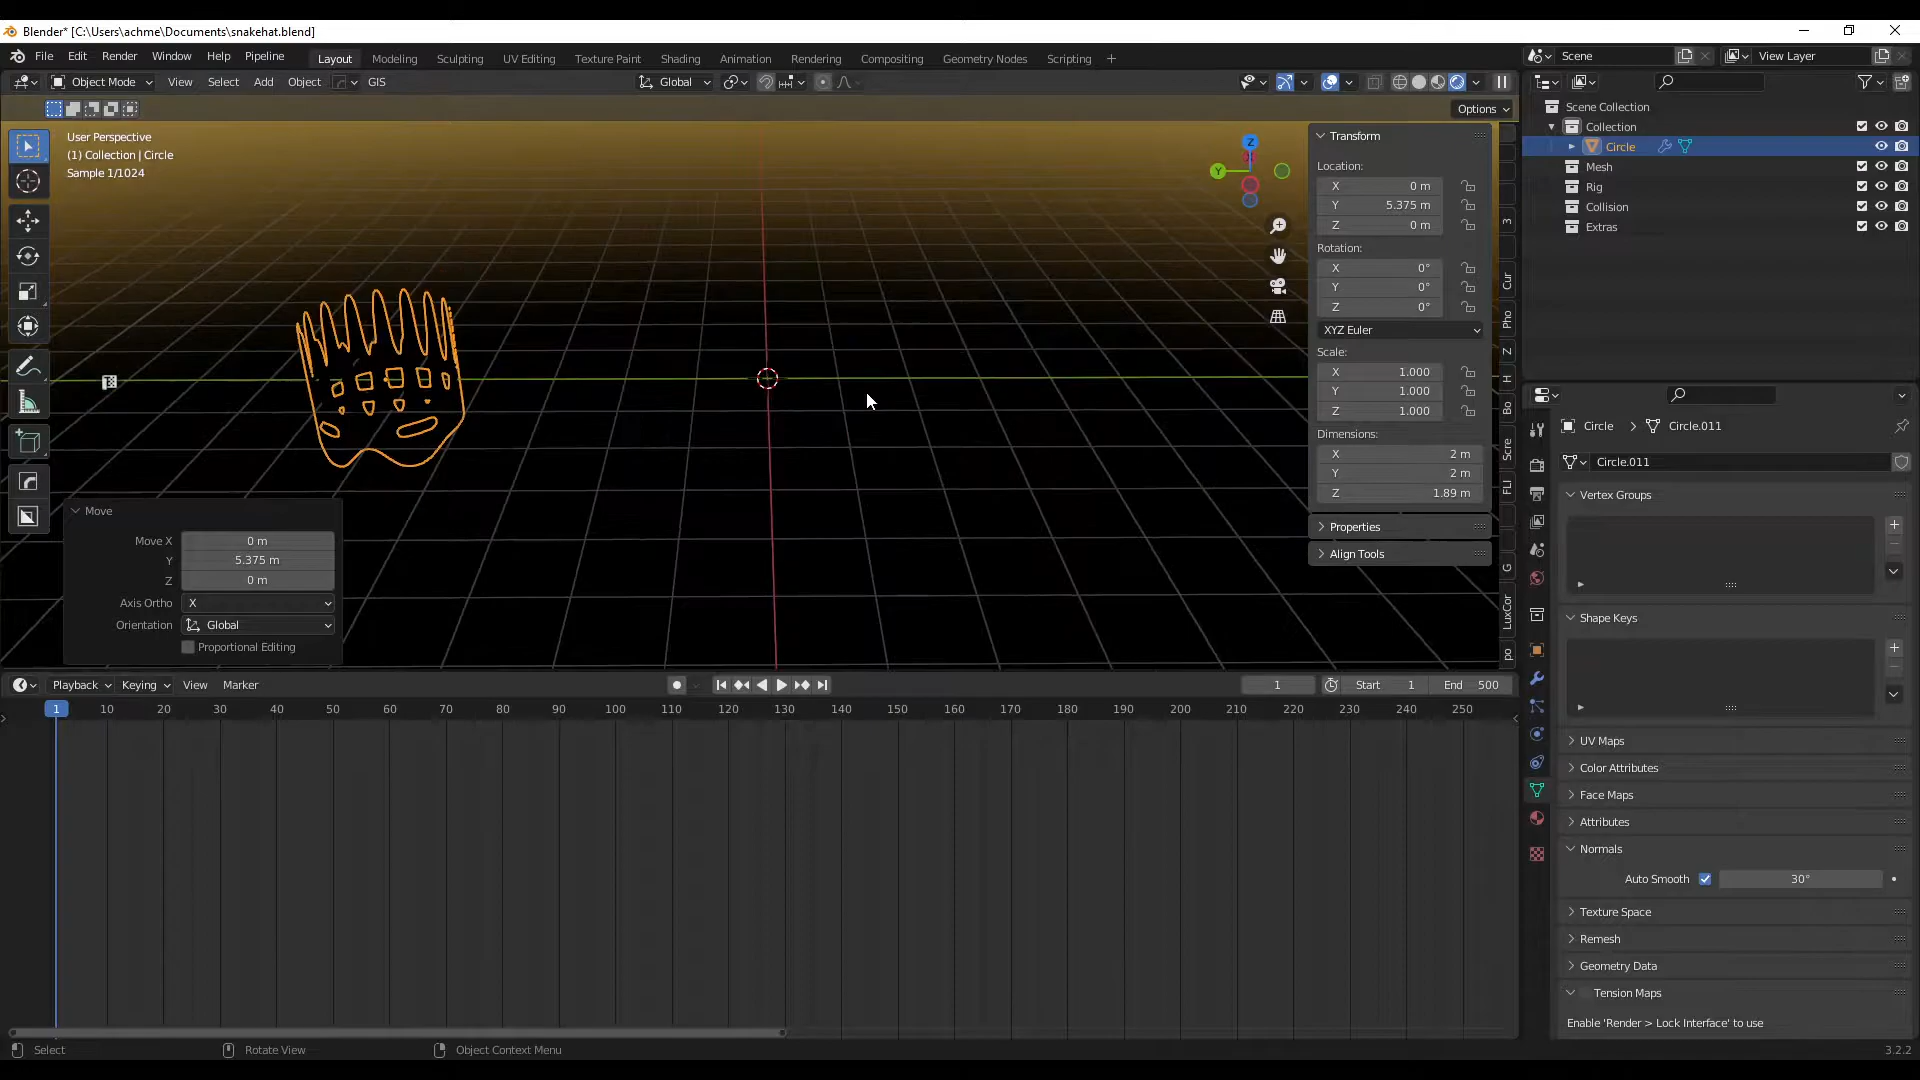 Blender* [C:\Users\achme\Documents\snakehat.blend]
File Edit Render Window Help Pipeline Layout Modeling Sculpting UV Editing Texture Paint Shading Animation Rendering Compositing Geometry Nodes Scripting + Scene View Layer
Object Mode View Select Add Object GIS Global
Options
User Perspective
(1) Collection | Circle
Sample 1/1024
Z
Y
Transform
Location:
X 0 m
Y 5.375 m
Z 0 m
Rotation:
X 0°
Y 0°
Z 0°
XYZ Euler
Scale:
X 1.000
Y 1.000
Z 1.000
Dimensions:
X 2 m
Y 2 m
Z 1.89 m
Properties
Align Tools
3
Cur
Pho
Z
H
Bo
Scre
FLI
G
LuxCor
po
Move
Move X 0 m
Y 5.375 m
Z 0 m
Axis Ortho X
Orientation Global
Proportional Editing
Scene Collection
Collection
Circle
Mesh
Rig
Collision
Extras
Circle > Circle.011
Circle.011
Vertex Groups
Shape Keys
UV Maps
Color Attributes
Face Maps
Attributes
Normals
Auto Smooth 30°
Texture Space
Remesh
Geometry Data
Tension Maps
Enable 'Render > Lock Interface' to use
Playback Keying View Marker 1 Start 1 End 500
1 10 20 30 40 50 60 70 80 90 100 110 120 130 140 150 160 170 180 190 200 210 220 230 240 250
Select Rotate View Object Context Menu 3.2.2